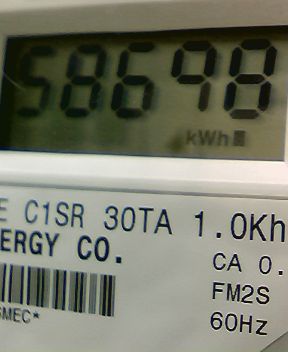 58698
kWh
E C1SR 30TA 1.0Kh
ERGY CO.
CA 0.
FM2S
60Hz
SMEC*